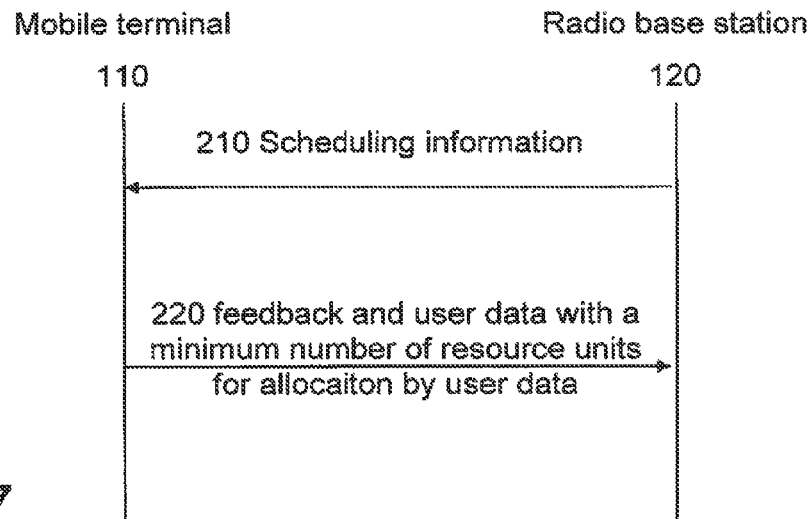 Mobile terminal Radio base station
110 120
210 Scheduling information
220 feedback and user data with a
minimum number of resource units
for allocaiton by user data